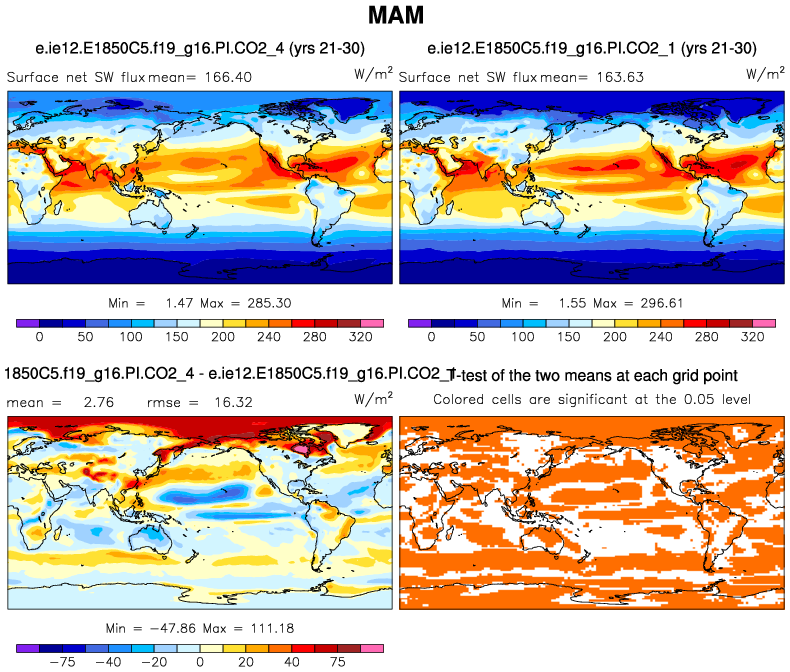 MAM
e.ie12.E1850C5.f19_g16.PI.CO2_4 (yrs 21-30)
e.ie12.E1850C5.f19_g16.PI.CO2_1 (yrs 21-30)
Surface net SW flux mean= 166.40 W/m²
Surface net SW flux mean= 163.63 W/m²
Min = 1.47 Max = 285.30
Min = 1.55 Max = 296.61
0 50 100 150 200 240 280 320
0 50 100 150 200 240 280 320
1850C5.f19_g16.PI.CO2_4 - e.ie12.E1850C5.f19_g16.PI.CO2_1
T-test of the two means at each grid point
mean = 2.76 rmse = 16.32 W/m²
Colored cells are significant at the 0.05 level
Min = -47.86 Max = 111.18
-75 -40 -20 0 20 40 75